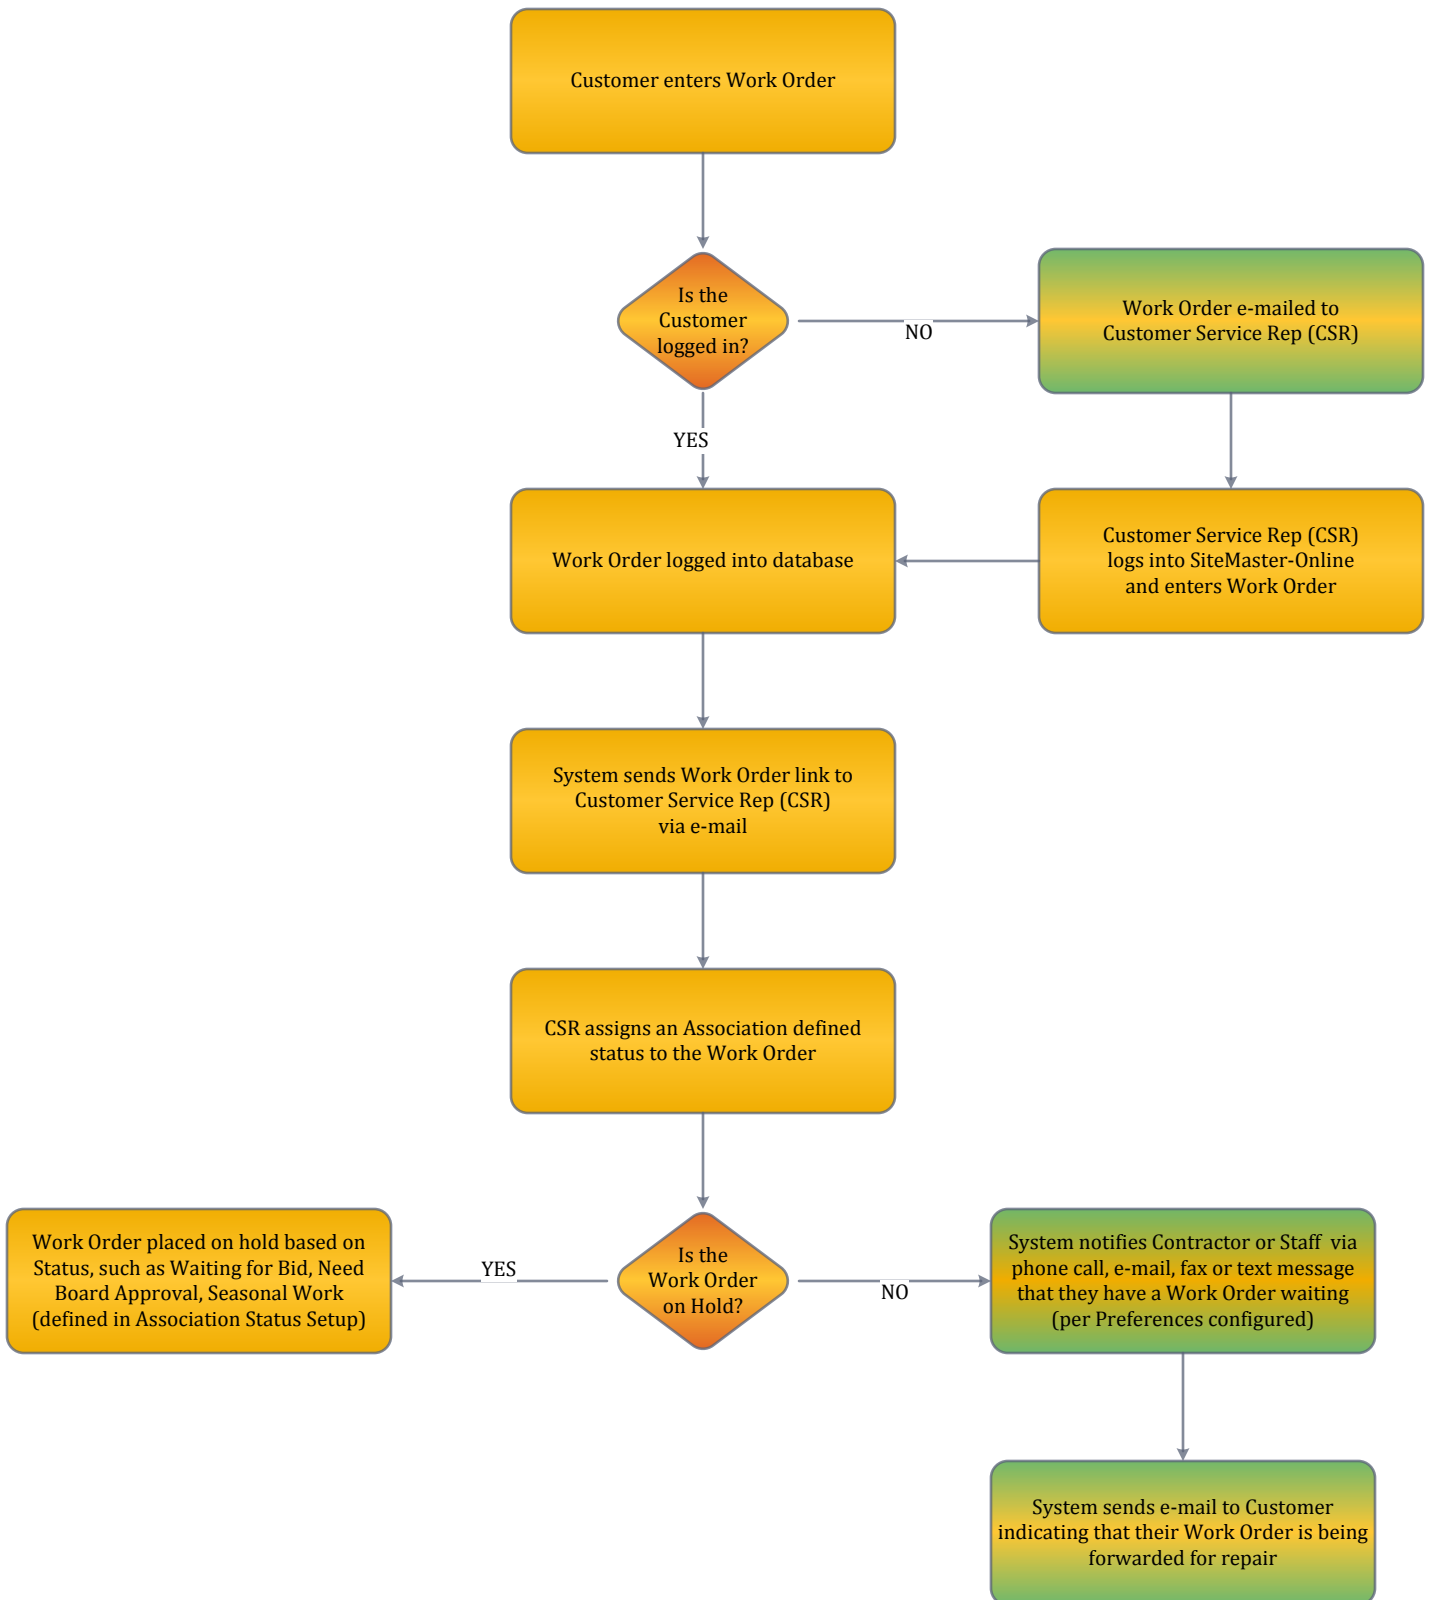 Customer enters Work Order
Is the
Customer
logged in?
NO
Work Order e-mailed to
Customer Service Rep (CSR)
YES
Work Order logged into database
Customer Service Rep (CSR)
logs into SiteMaster-Online
and enters Work Order
System sends Work Order link to
Customer Service Rep (CSR)
via e-mail
CSR assigns an Association defined
status to the Work Order
Work Order placed on hold based on
Status, such as Waiting for Bid, Need
Board Approval, Seasonal Work
(defined in Association Status Setup)
YES
Is the
Work Order
on Hold?
NO
System notifies Contractor or Staff via
phone call, e-mail, fax or text message
that they have a Work Order waiting
(per Preferences configured)
System sends e-mail to Customer
indicating that their Work Order is being
forwarded for repair